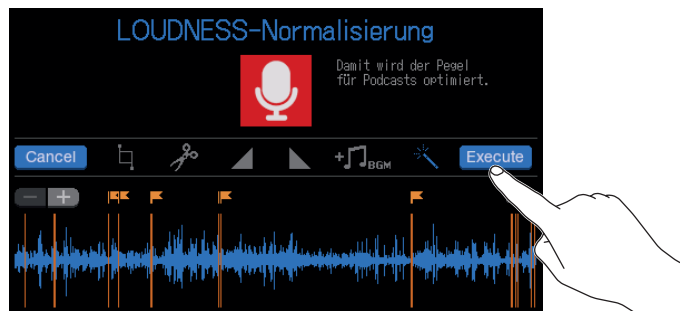 LOUDNESS-Normalisierung
Damit wird der Pegel
für Podcasts optimiert.
Cancel
+ BGM
Execute
− +